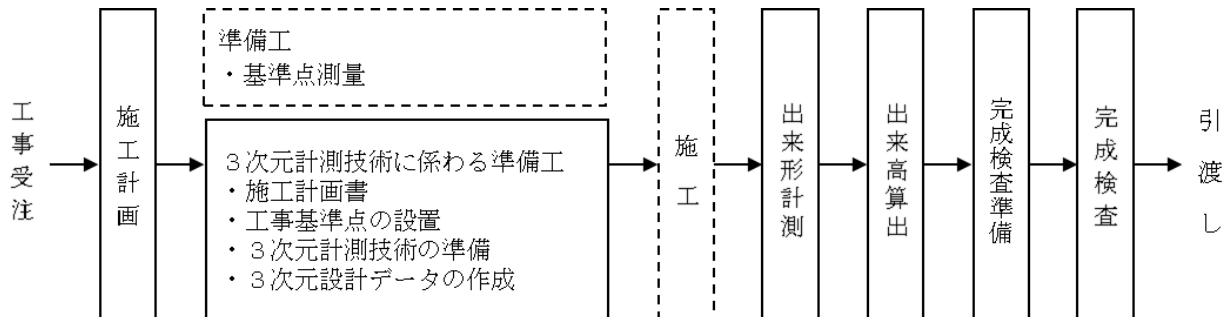 工事受注
施工計画
準備工
・基準点測量
３次元計測技術に係わる準備工
・施工計画書
・工事基準点の設置
・３次元計測技術の準備
・３次元設計データの作成
施工
出来形計測
出来高算出
完成検査準備
完成検査
引渡し